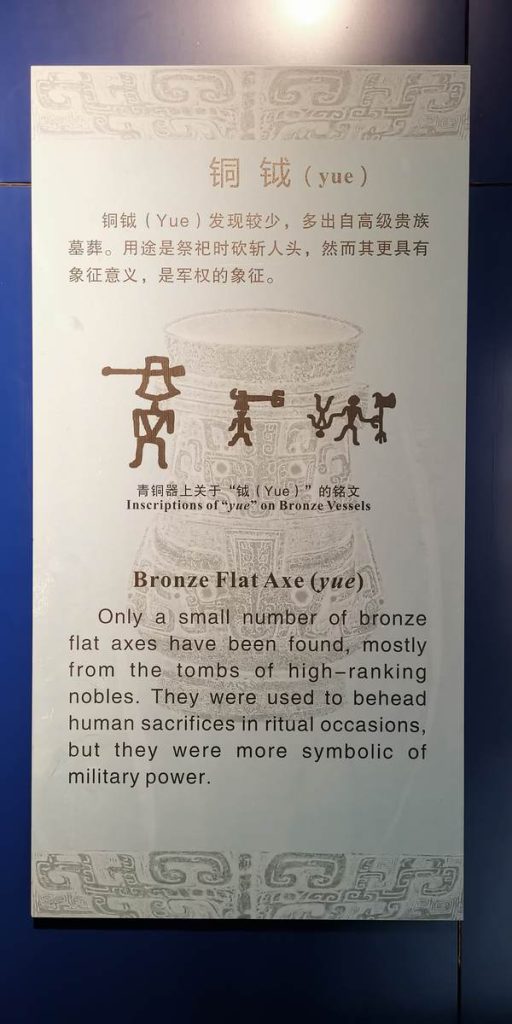 铜 钺（yue）
铜钺（Yue）发现较少，多出自高级贵族
墓葬。用途是祭祀时砍斩人头，然而其更具有
象征意义，是军权的象征。
青铜器上关于“钺（Yue）”的铭文
Inscriptions of “yue” on Bronze Vessels
Bronze Flat Axe (yue)
Only a small number of bronze
flat axes have been found, mostly
from the tombs of high-ranking
nobles. They were used to behead
human sacrifices in ritual occasions,
but they were more symbolic of
military power.